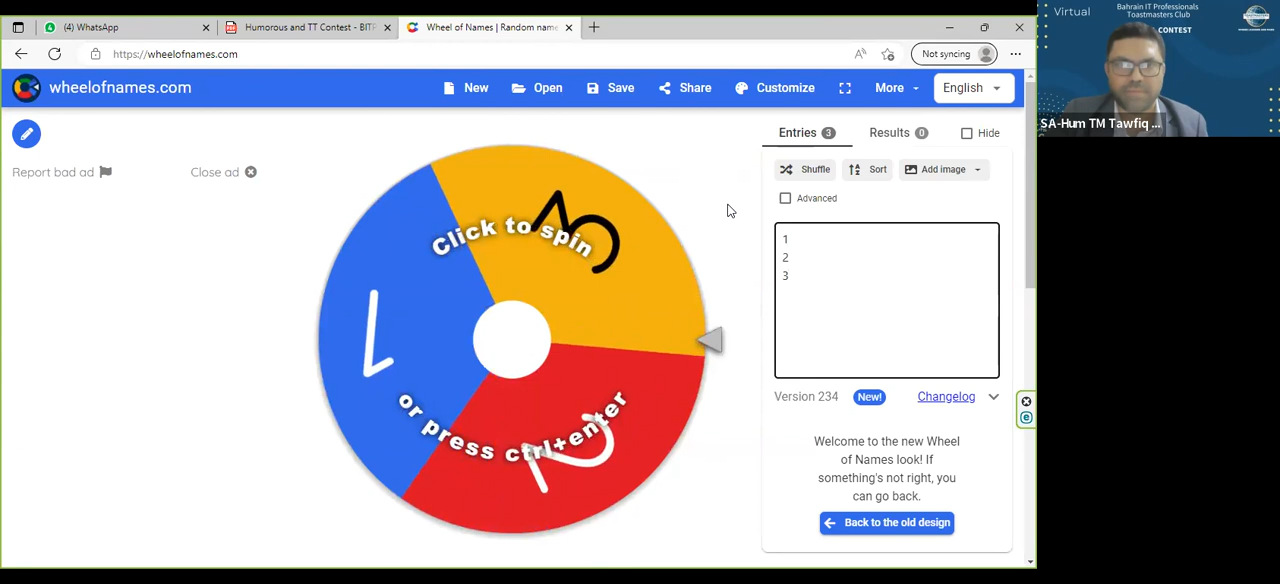 (4) WhatsApp
Humorous and TT Contest - BITP
Wheel of Names | Random name
https://wheelofnames.com
Not syncing
wheelofnames.com
New
Open
Save
Share
Customize
More
English
Report bad ad
Close ad
Click to spin
or press ctrl+enter
3
1
2
Entries 3
Results 0
Hide
Shuffle
Sort
Add image
Advanced
1
2
3
Version 234
New!
Changelog
Welcome to the new Wheel
of Names look! If
something's not right, you
can go back.
Back to the old design
Virtual
Bahrain IT Professionals
Toastmasters Club
CONTEST
SA-Hum TM Tawfiq ...